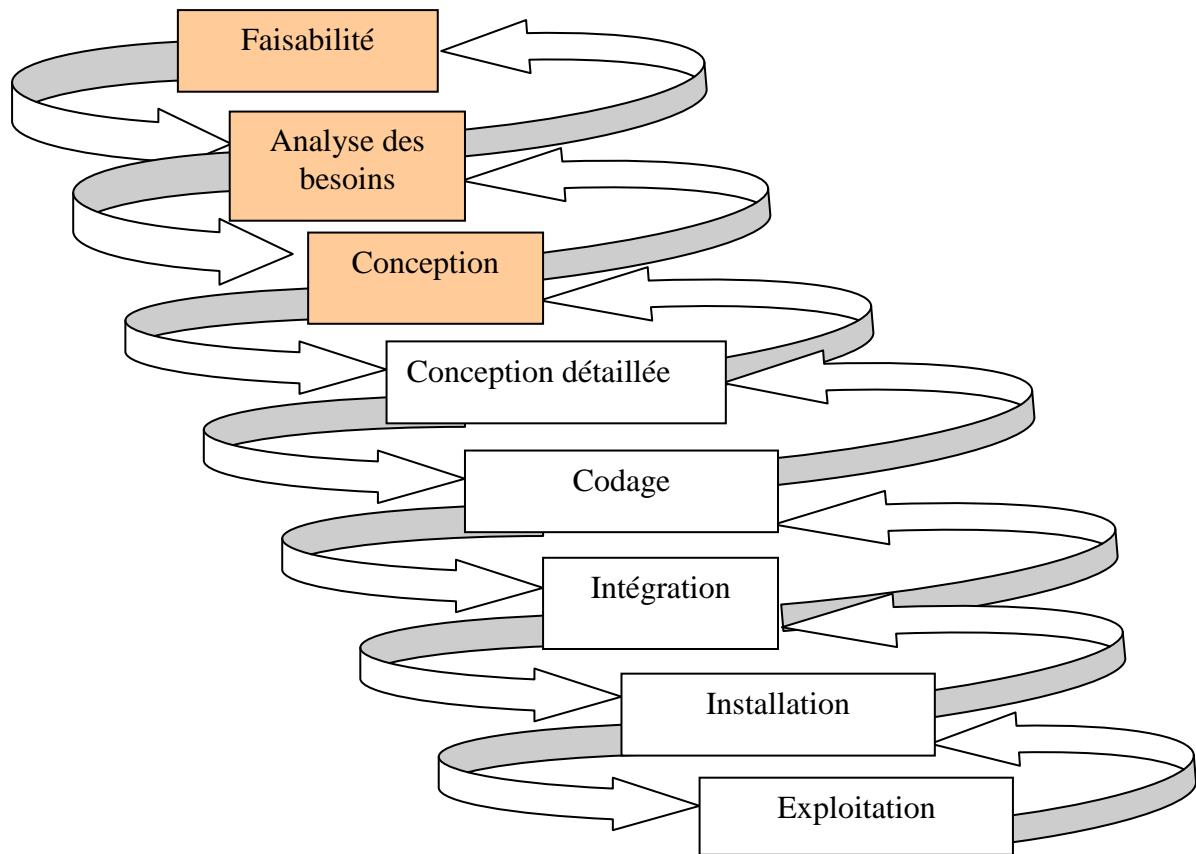 Faisabilité
Analyse des
besoins
Conception
Conception détaillée
Codage
Intégration
Installation
Exploitation